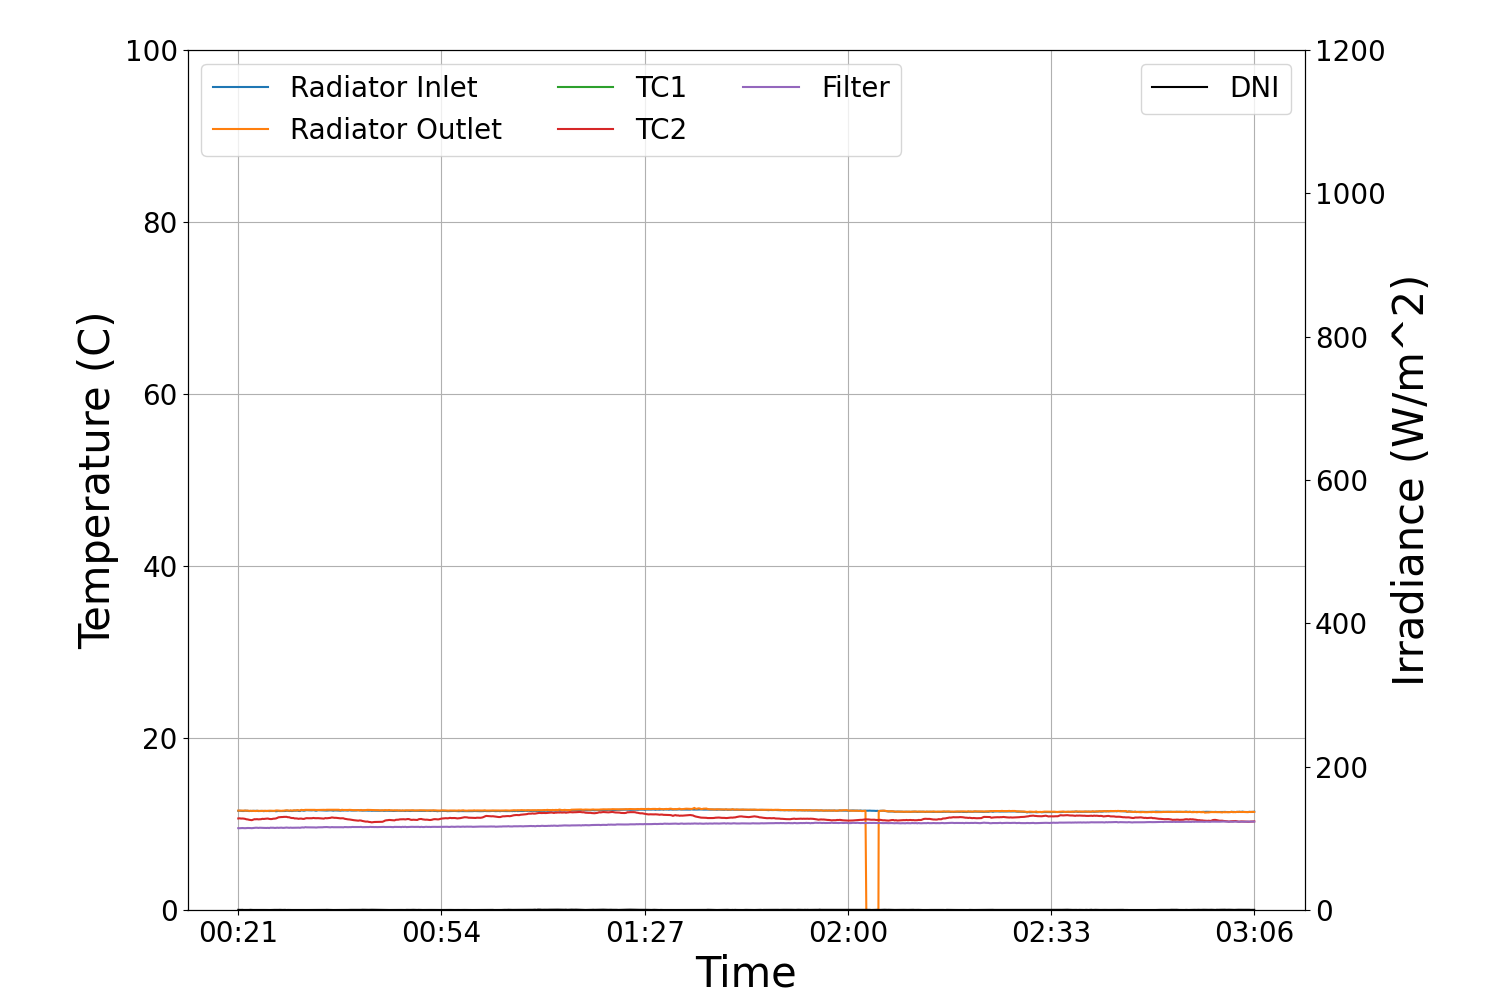 Radiator Inlet
Radiator Outlet
TC1
TC2
Filter
DNI
100
80
60
40
20
0
Temperature (C)
1200
1000
800
600
400
200
0
Irradiance (W/m^2)
00:21
00:54
01:27
02:00
02:33
03:06
Time